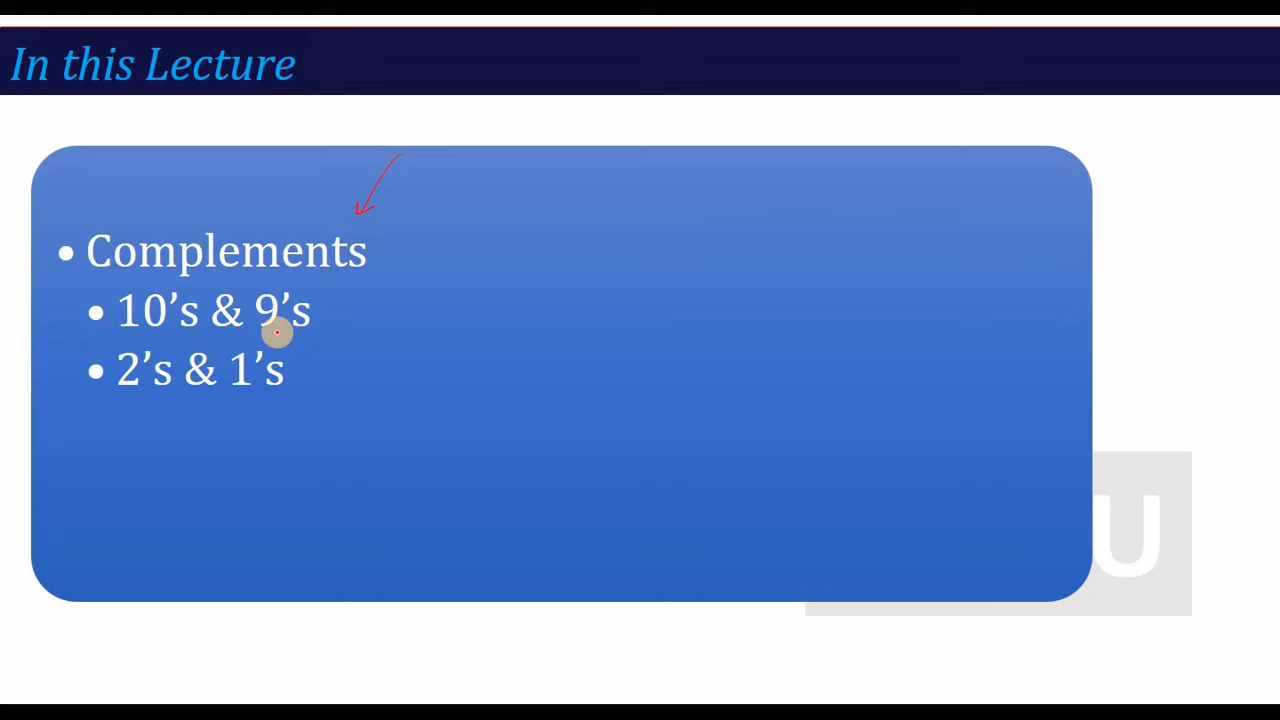 In this Lecture
• Complements
• 10’s & 9’s
• 2’s & 1’s
U